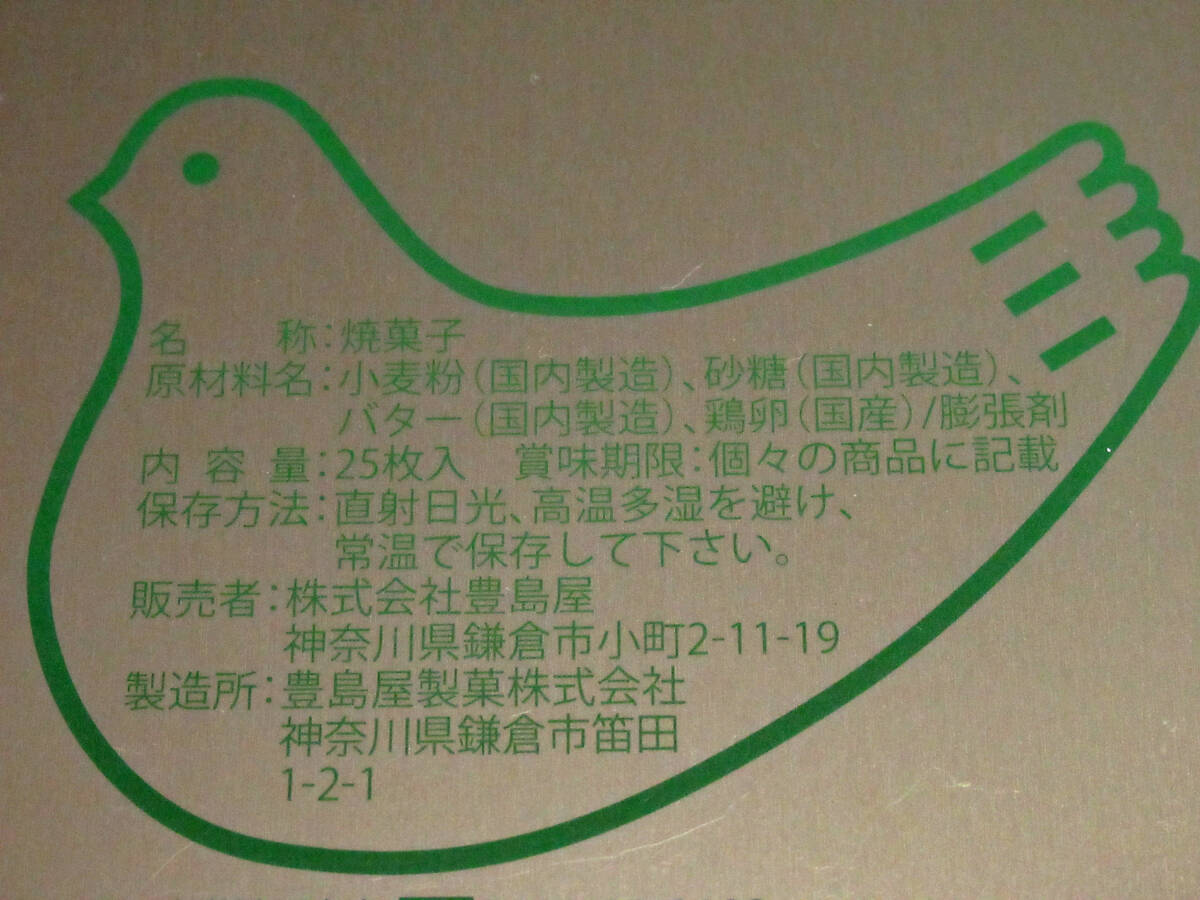 名　　称：焼菓子
原材料名：小麦粉（国内製造）、砂糖（国内製造）、
バター（国内製造）、鶏卵（国産）/膨張剤
内 容 量：25枚入　賞味期限：個々の商品に記載
保存方法：直射日光、高温多湿を避け、
常温で保存して下さい。
販売者：株式会社豊島屋
神奈川県鎌倉市小町2-11-19
製造所：豊島屋製菓株式会社
神奈川県鎌倉市笛田
1-2-1